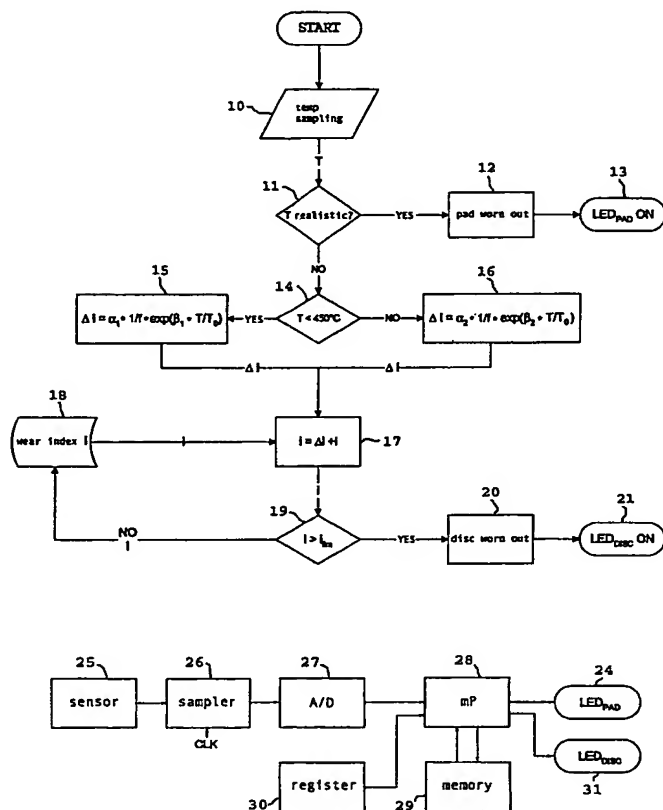 START
10
temp
sampling
T
11
T realistic?
YES
12
pad worn out
13
LED_PAD ON
NO
15
Δi = α₁ * 1/f * exp(β₁ * T/T₀)
YES
14
T < 450°C
NO
16
Δi = α₂ * 1/f * exp(β₂ * T/T₀)
Δi
Δi
18
wear index i
i
i = Δi + i
17
i
19
i > i_lim
NO
i
YES
20
disc worn out
21
LED_DISC ON
25
sensor
26
sampler
CLK
27
A/D
28
mP
24
LED_PAD
LED_DISC
31
30
register
29
memory